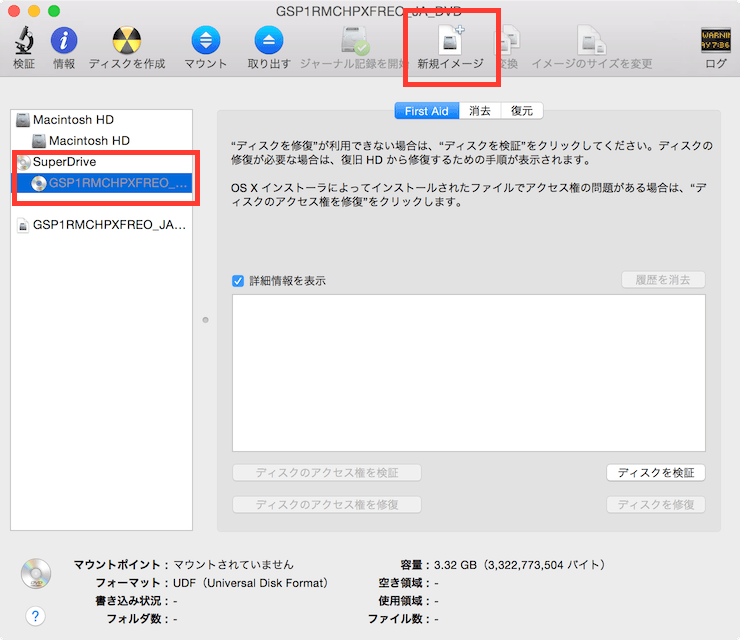 GSP1RMCHPXFREO_JA_DVD
検証 情報 ディスクを作成 マウント 取り出す ジャーナル記録を開始 新規イメージ 変換 イメージのサイズを変更 ログ
WARNIN
AY 7:36
Macintosh HD
Macintosh HD
SuperDrive
GSP1RMCHPXFREO_...
GSP1RMCHPXFREO_JA...
First Aid 消去 復元
“ディスクを修復”が利用できない場合は、“ディスクを検証”をクリックしてください。ディスクの
修復が必要な場合は、復旧 HD から修復するための手順が表示されます。
OS X インストーラによってインストールされたファイルでアクセス権の問題がある場合は、“デ
ィスクのアクセス権を修復”をクリックします。
詳細情報を表示 履歴を消去
ディスクのアクセス権を検証 ディスクを検証
ディスクのアクセス権を修復 ディスクを修復
マウントポイント： マウントされていません 容量： 3.32 GB（3,322,773,504 バイト）
フォーマット： UDF（Universal Disk Format） 空き領域： -
書き込み状況： - 使用領域： -
フォルダ数： - ファイル数： -
DVD
?